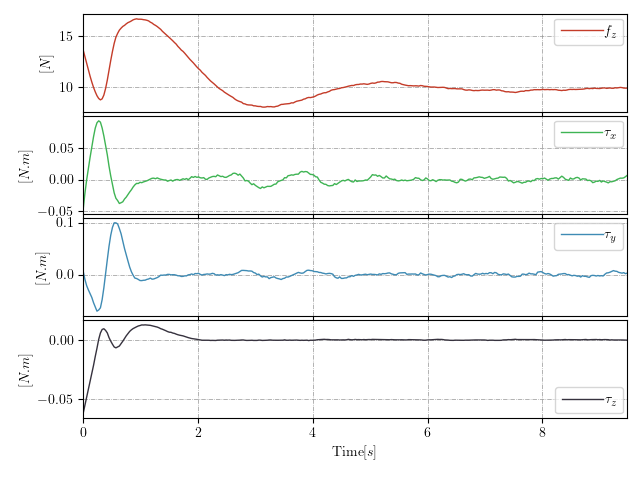 [N]
15
10
f_z
[N.m]
0.05
0.00
−0.05
τ_x
[N.m]
0.1
0.0
τ_y
[N.m]
0.00
−0.05
τ_z
0 2 4 6 8
Time[s]